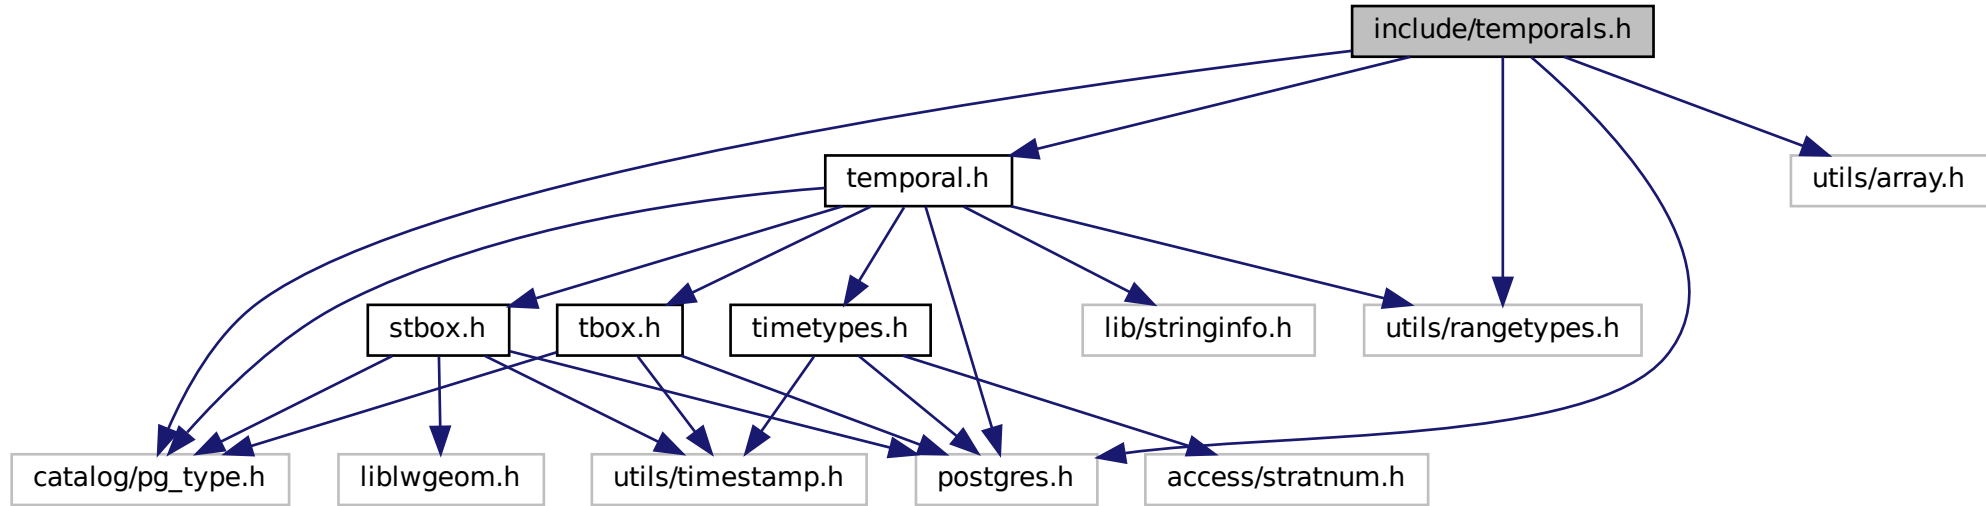 include/temporals.h
temporal.h
utils/array.h
stbox.h
tbox.h
timetypes.h
lib/stringinfo.h
utils/rangetypes.h
catalog/pg_type.h
liblwgeom.h
utils/timestamp.h
postgres.h
access/stratnum.h